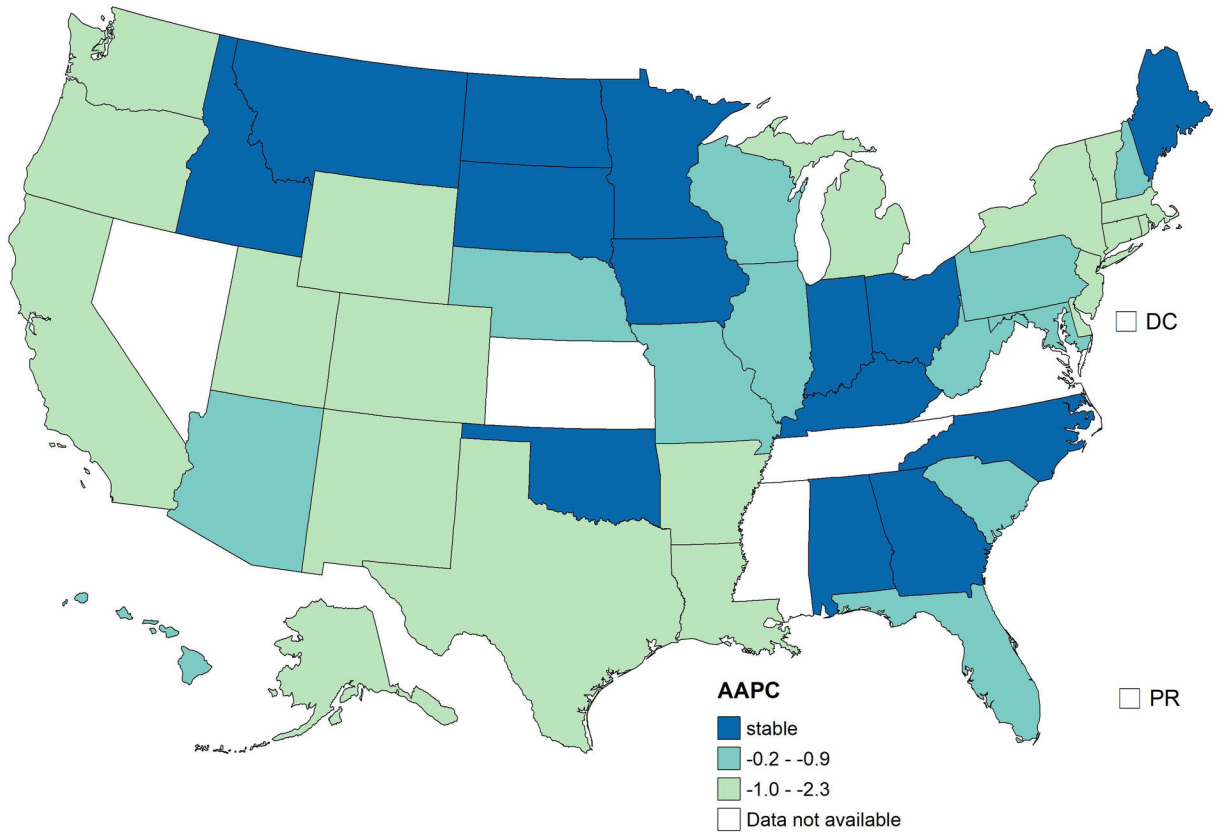 DC
PR
AAPC
stable
-0.2 - -0.9
-1.0 - -2.3
Data not available